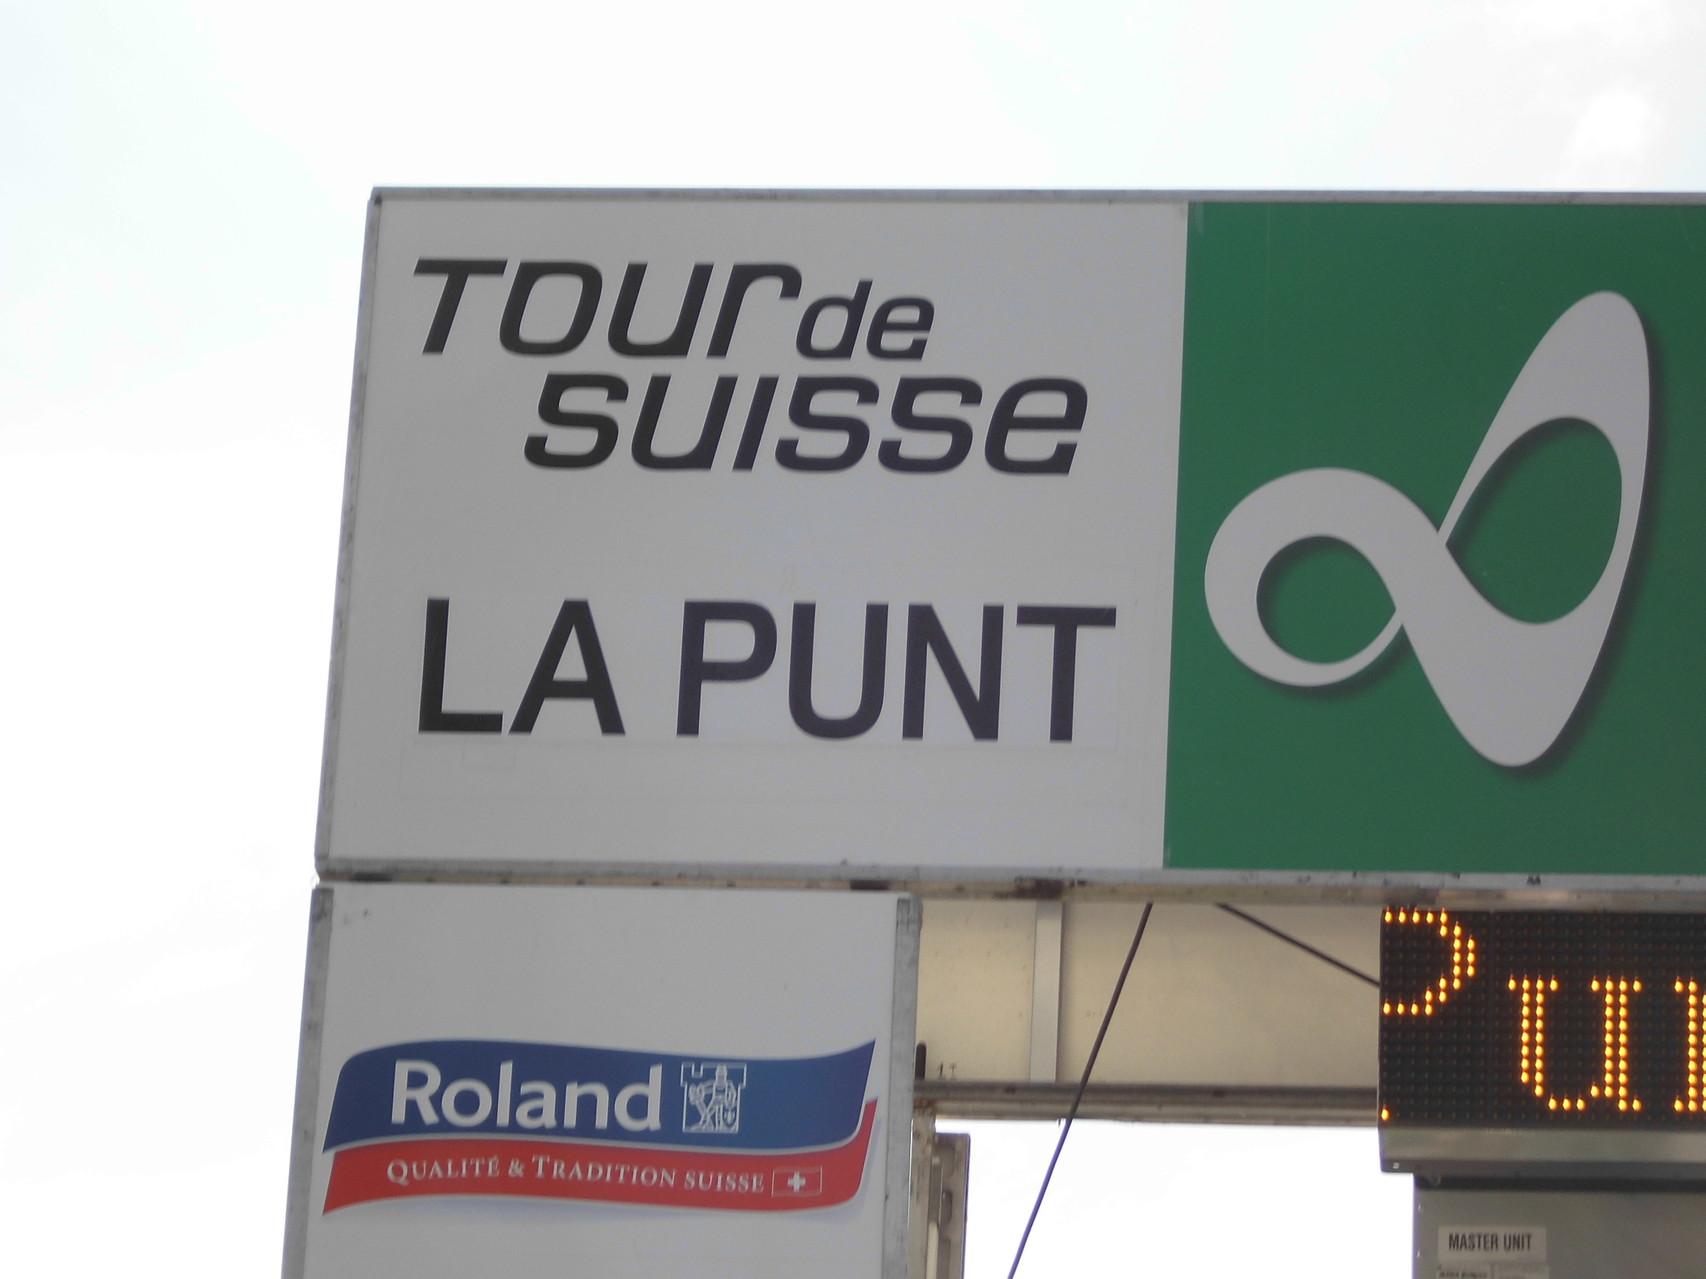 Tour de
suisse
LA PUNT
Roland
QUALITÉ & TRADITION SUISSE
MASTER UNIT